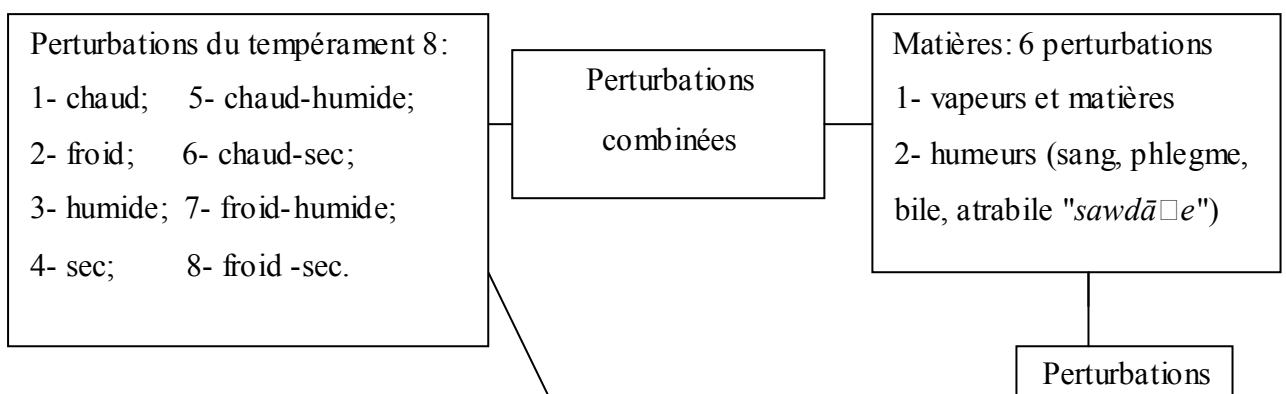 Perturbations du tempérament 8:
1- chaud; 5- chaud-humide;
2- froid; 6- chaud-sec;
3- humide; 7- froid-humide;
4- sec; 8- froid -sec.
Perturbations
combinées
Matières: 6 perturbations
1- vapeurs et matières
2- humeurs (sang, phlegme,
bile, atrabile "sawdā□e")
Perturbations